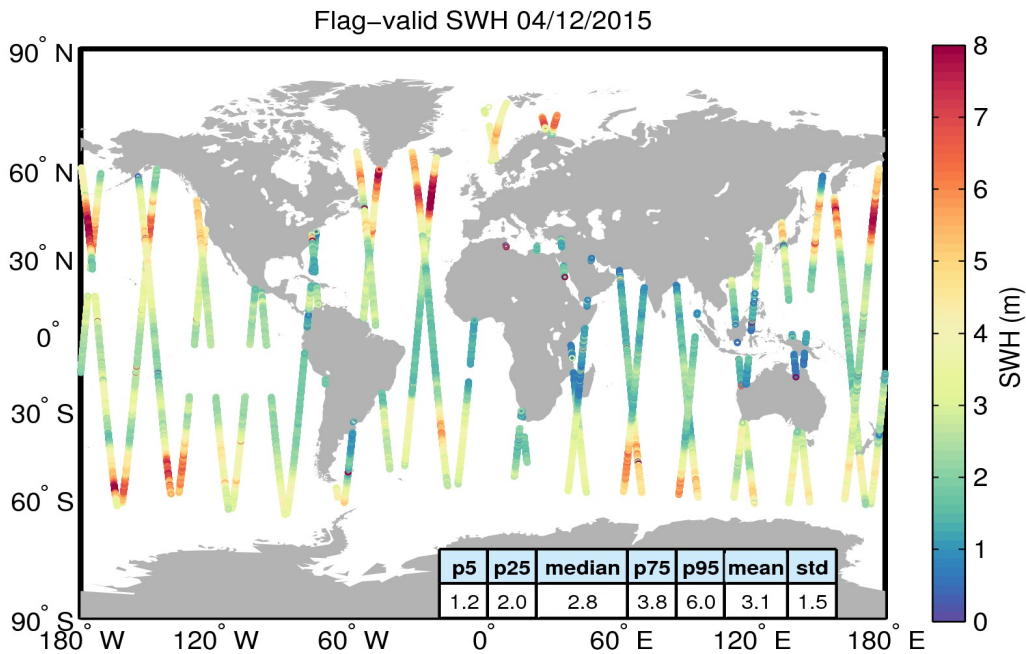 Flag−valid SWH 04/12/2015
90° N
60° N
30° N
0°
30° S
60° S
90° S
180° W
120° W
60° W
0°
60° E
120° E
180° E
p5 p25 median p75 p95 mean std
1.2 2.0 2.8 3.8 6.0 3.1 1.5
8
7
6
5
4
3
2
1
0
SWH (m)